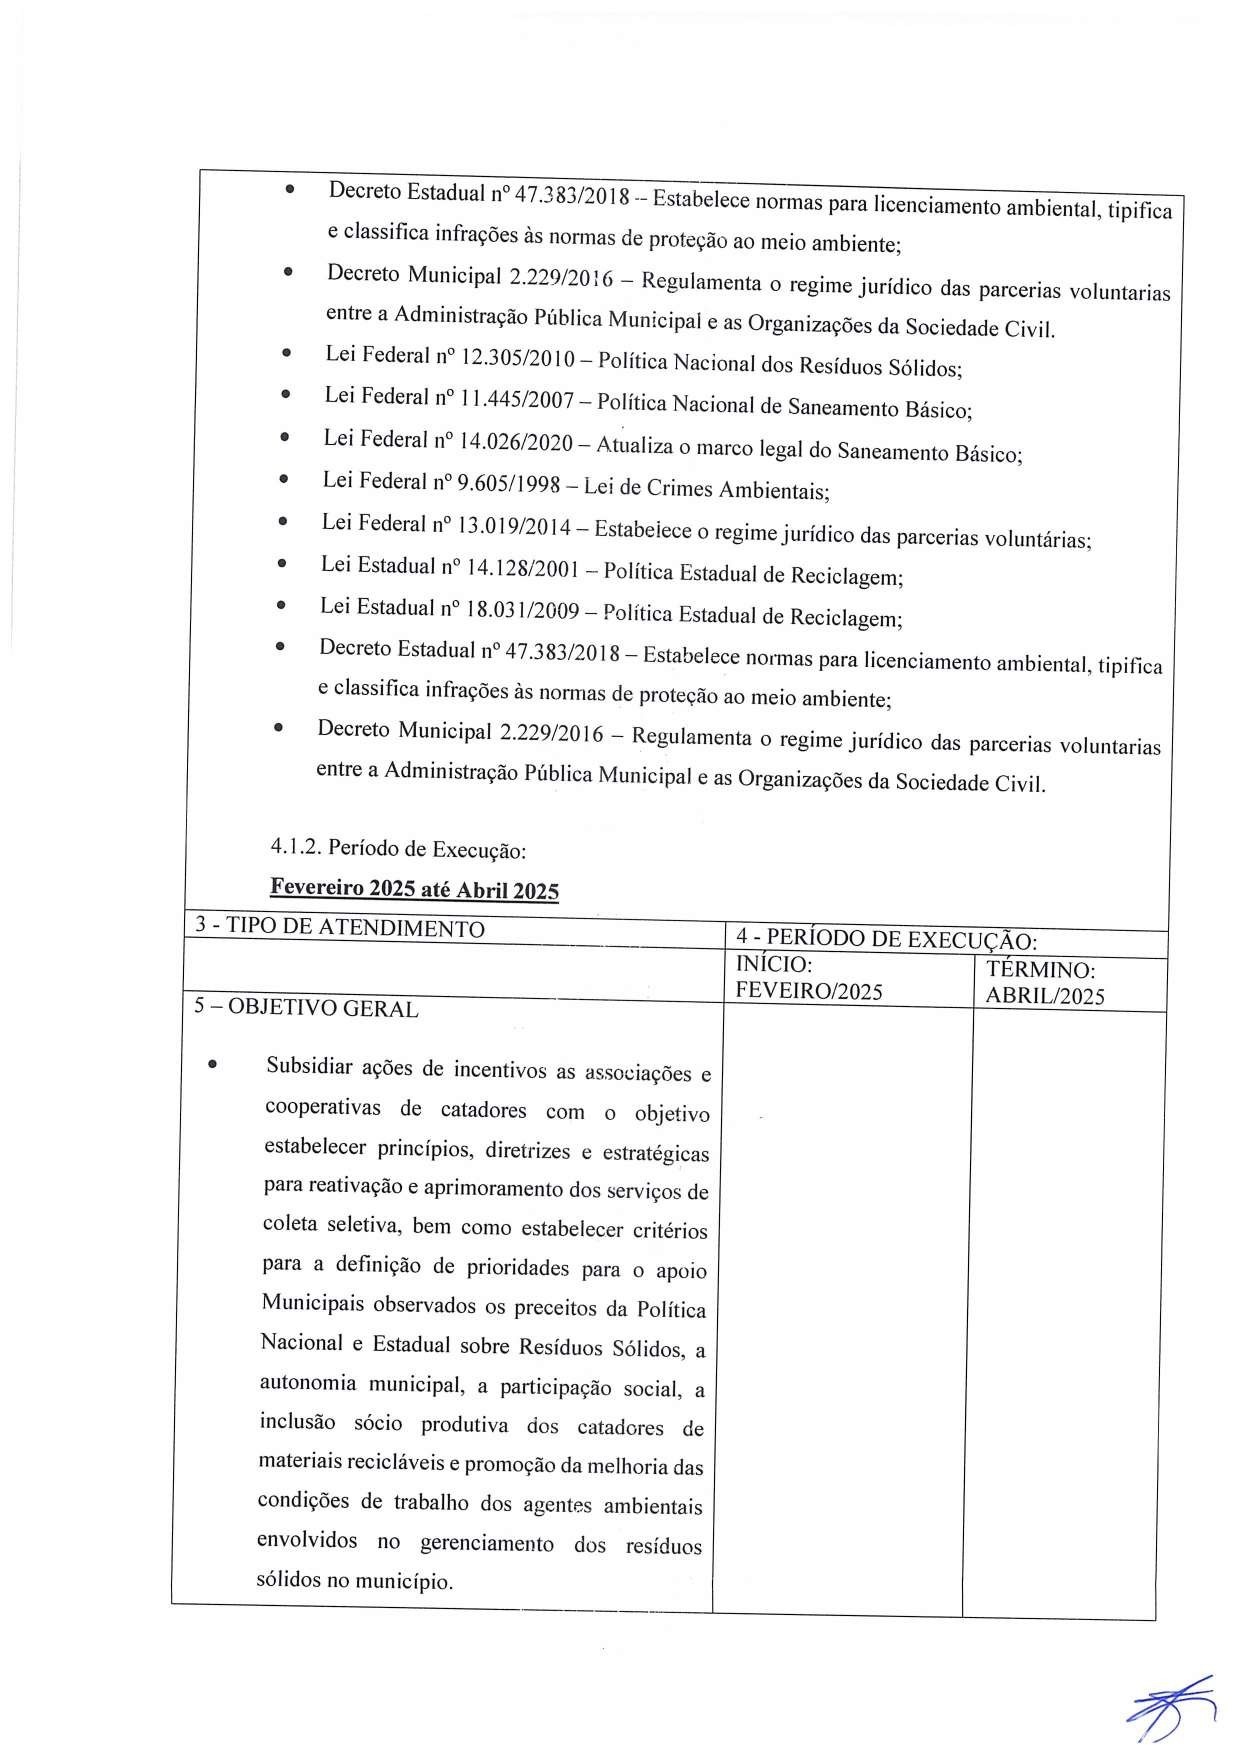 • Decreto Estadual nº 47.383/2018 -- Estabelece normas para licenciamento ambiental, tipifica
e classifica infrações às normas de proteção ao meio ambiente;
• Decreto Municipal 2.229/2016 – Regulamenta o regime jurídico das parcerias voluntarias
entre a Administração Pública Municipal e as Organizações da Sociedade Civil.
• Lei Federal nº 12.305/2010 – Política Nacional dos Resíduos Sólidos;
• Lei Federal nº 11.445/2007 – Política Nacional de Saneamento Básico;
• Lei Federal nº 14.026/2020 – Atualiza o marco legal do Saneamento Básico;
• Lei Federal nº 9.605/1998 – Lei de Crimes Ambientais;
• Lei Federal nº 13.019/2014 – Estabelece o regime jurídico das parcerias voluntárias;
• Lei Estadual nº 14.128/2001 – Política Estadual de Reciclagem;
• Lei Estadual nº 18.031/2009 – Política Estadual de Reciclagem;
• Decreto Estadual nº 47.383/2018 – Estabelece normas para licenciamento ambiental, tipifica
e classifica infrações às normas de proteção ao meio ambiente;
• Decreto Municipal 2.229/2016 – Regulamenta o regime jurídico das parcerias voluntarias
entre a Administração Pública Municipal e as Organizações da Sociedade Civil.
4.1.2. Período de Execução:
Fevereiro 2025 até Abril 2025
3 - TIPO DE ATENDIMENTO
4 - PERÍODO DE EXECUÇÃO:
INÍCIO:
FEVEIRO/2025
TÉRMINO:
ABRIL/2025
5 – OBJETIVO GERAL
• Subsidiar ações de incentivos as associações e
cooperativas de catadores com o objetivo
estabelecer princípios, diretrizes e estratégicas
para reativação e aprimoramento dos serviços de
coleta seletiva, bem como estabelecer critérios
para a definição de prioridades para o apoio
Municipais observados os preceitos da Política
Nacional e Estadual sobre Resíduos Sólidos, a
autonomia municipal, a participação social, a
inclusão sócio produtiva dos catadores de
materiais recicláveis e promoção da melhoria das
condições de trabalho dos agentes ambientais
envolvidos no gerenciamento dos resíduos
sólidos no município.